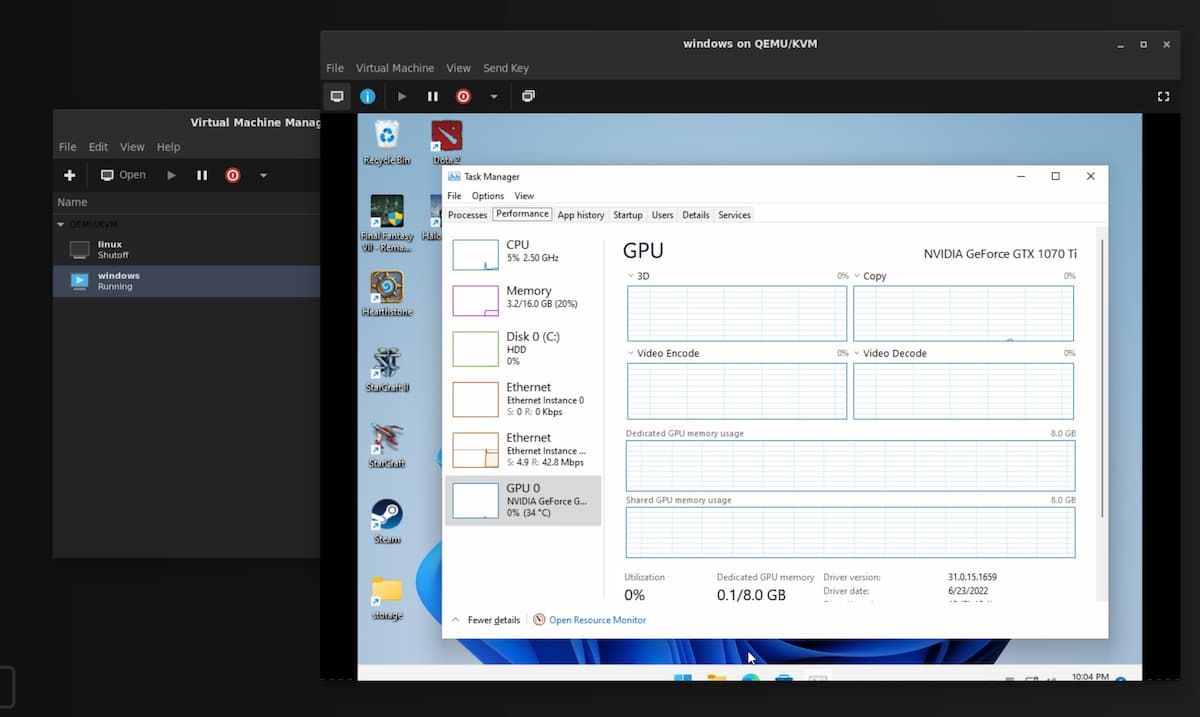 windows on QEMU/KVM
File Virtual Machine View Send Key
Virtual Machine Manag
File Edit View Help
Open
Name
QEMU/KVM
linux
Shutoff
windows
Running
Recycle Bin
Dota 2
Final Fantasy
VII - Rema...
Halo
Hearthstone
StarCraft II
StarCraft
Steam
storage
Task Manager
File Options View
Processes Performance App history Startup Users Details Services
CPU
5% 2.50 GHz
Memory
3.2/16.0 GB (20%)
Disk 0 (C:)
HDD
0%
Ethernet
Ethernet Instance 0
S: 0 R: 0 Kbps
Ethernet
Ethernet Instance ...
S: 4.9 R: 42.8 Mbps
GPU 0
NVIDIA GeForce G...
0% (34 °C)
GPU
NVIDIA GeForce GTX 1070 Ti
3D 0%
Copy 0%
Video Encode 0%
Video Decode 0%
Dedicated GPU memory usage 8.0 GB
Shared GPU memory usage 8.0 GB
Utilization
0%
Dedicated GPU memory
0.1/8.0 GB
Driver version: 31.0.15.1659
Driver date: 6/23/2022
Fewer details Open Resource Monitor
10:04 PM